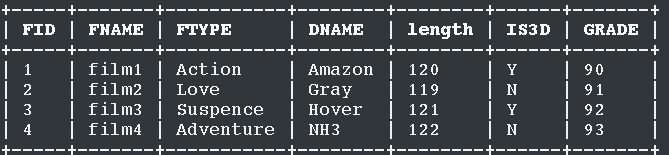 +-----+-------+-----------+--------+--------+------+-------+
| FID | FNAME | FTYPE     | DNAME  | length | IS3D | GRADE |
+-----+-------+-----------+--------+--------+------+-------+
| 1   | film1 | Action    | Amazon | 120    | Y    | 90    |
| 2   | film2 | Love      | Gray   | 119    | N    | 91    |
| 3   | film3 | Suspence  | Hover  | 121    | Y    | 92    |
| 4   | film4 | Adventure | NH3    | 122    | N    | 93    |
+-----+-------+-----------+--------+--------+------+-------+